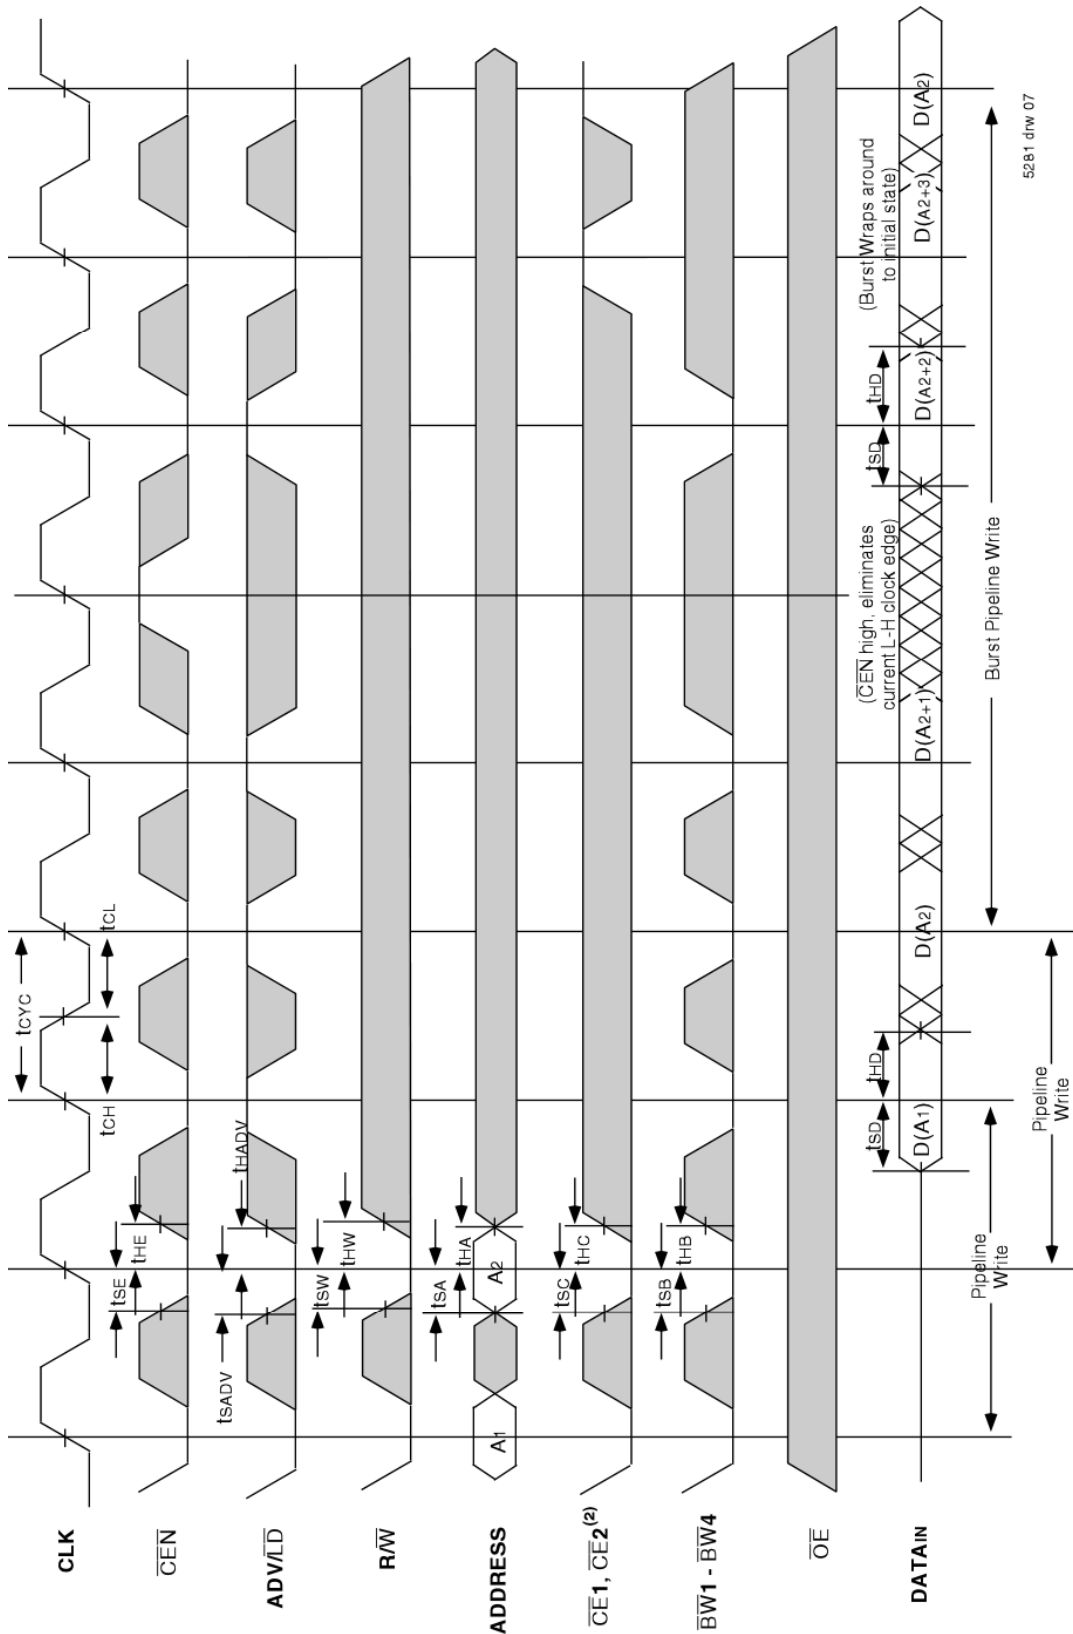 tCYC
CLK
tCH
tCL
tSE
tHE
CEN
tSADV
tHADV
ADV/LD
tSW
tHW
R/W
tSA
tHA
ADDRESS
A1
A2
tSC
tHC
CE1, CE2(2)
tSB
tHB
BW1 - BW4
OE
(CEN high, eliminates
current L-H clock edge)
(Burst Wraps around
to initial state)
tSD
tHD
tSD
tHD
DATAIN
D(A1)
D(A2)
D(A2+1)
D(A2+2)
D(A2+3)
D(A2)
Pipeline
Write
Burst Pipeline Write
Pipeline
Write
5281 drw 07